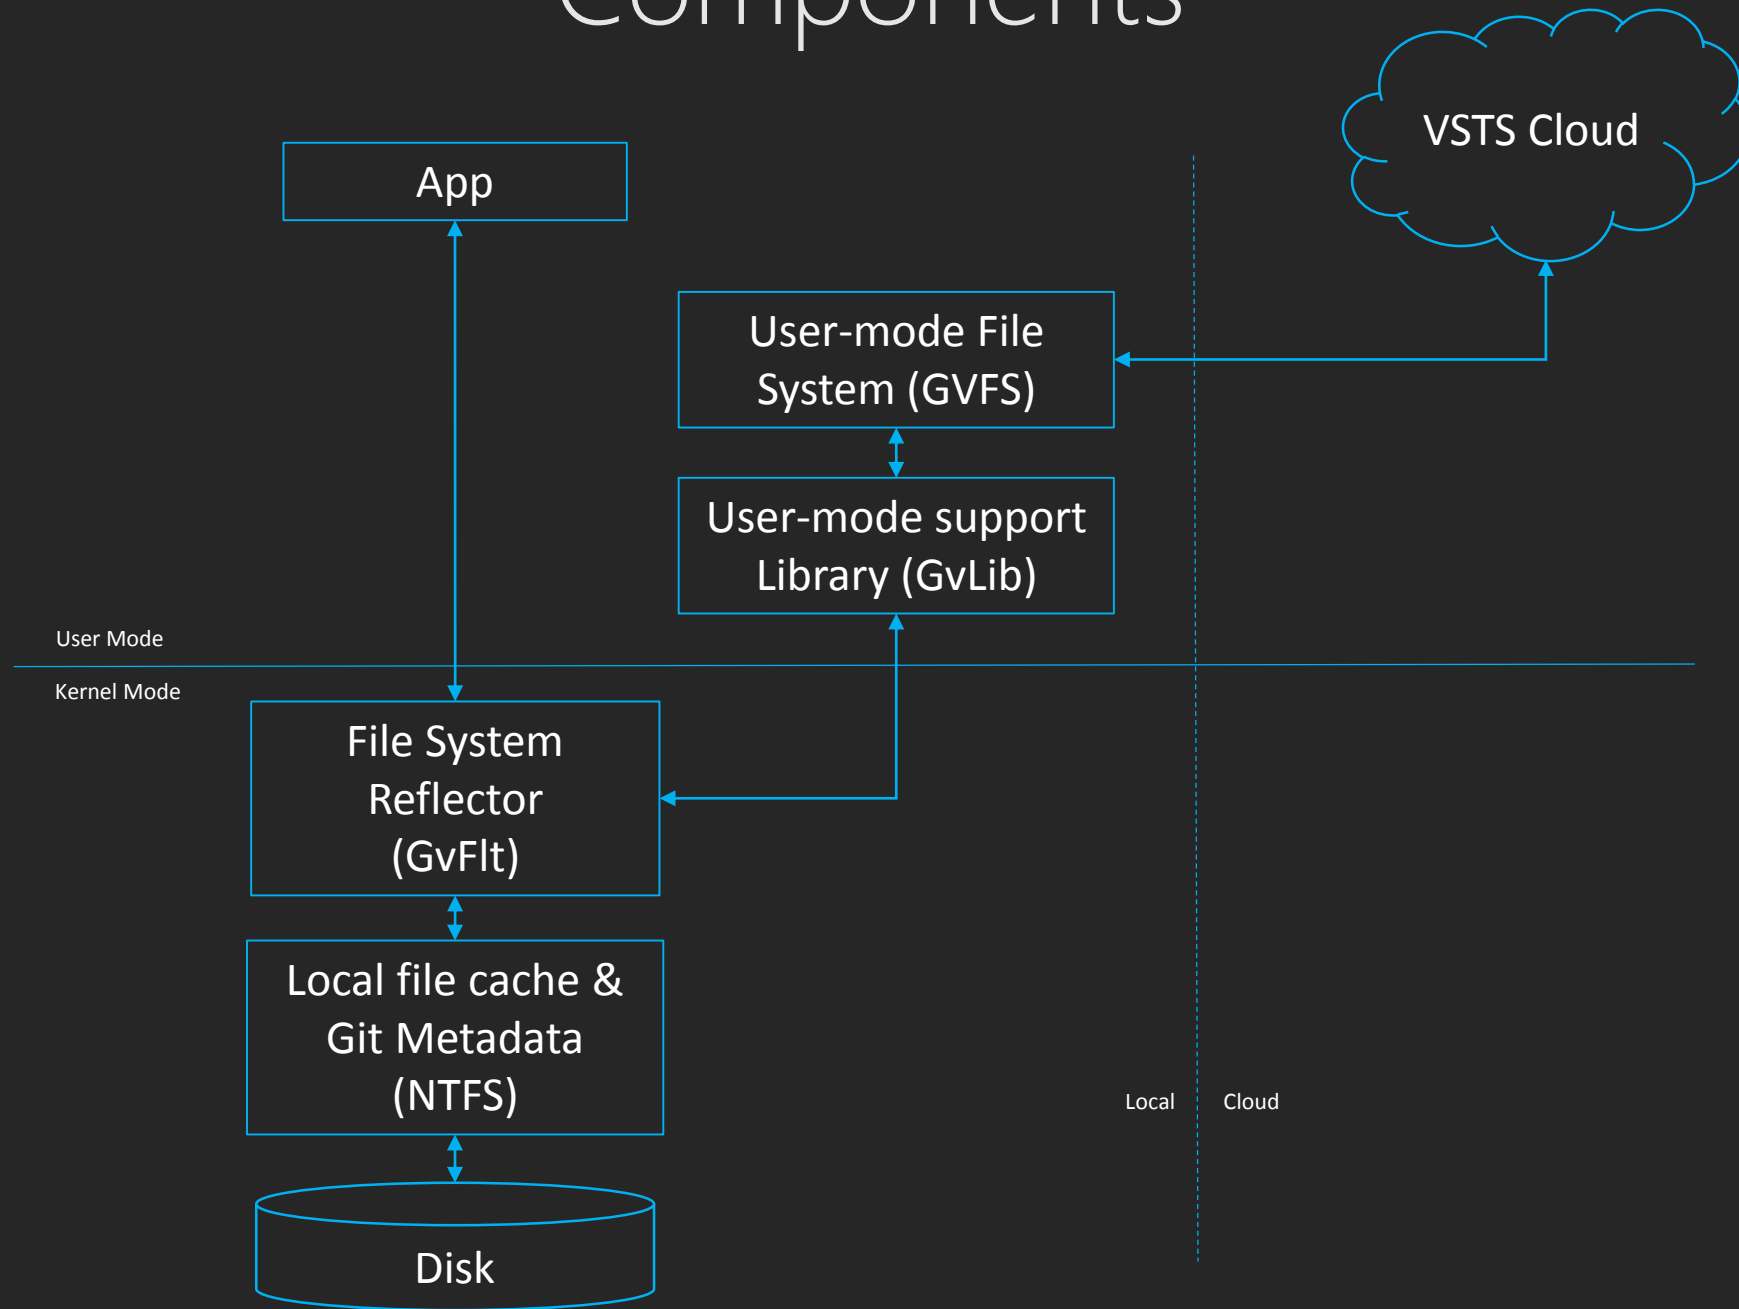 Components
VSTS Cloud
App
User-mode File
System (GVFS)
User-mode support
Library (GvLib)
User Mode
Kernel Mode
File System
Reflector
(GvFlt)
Local file cache &
Git Metadata
(NTFS)
Local
Cloud
Disk